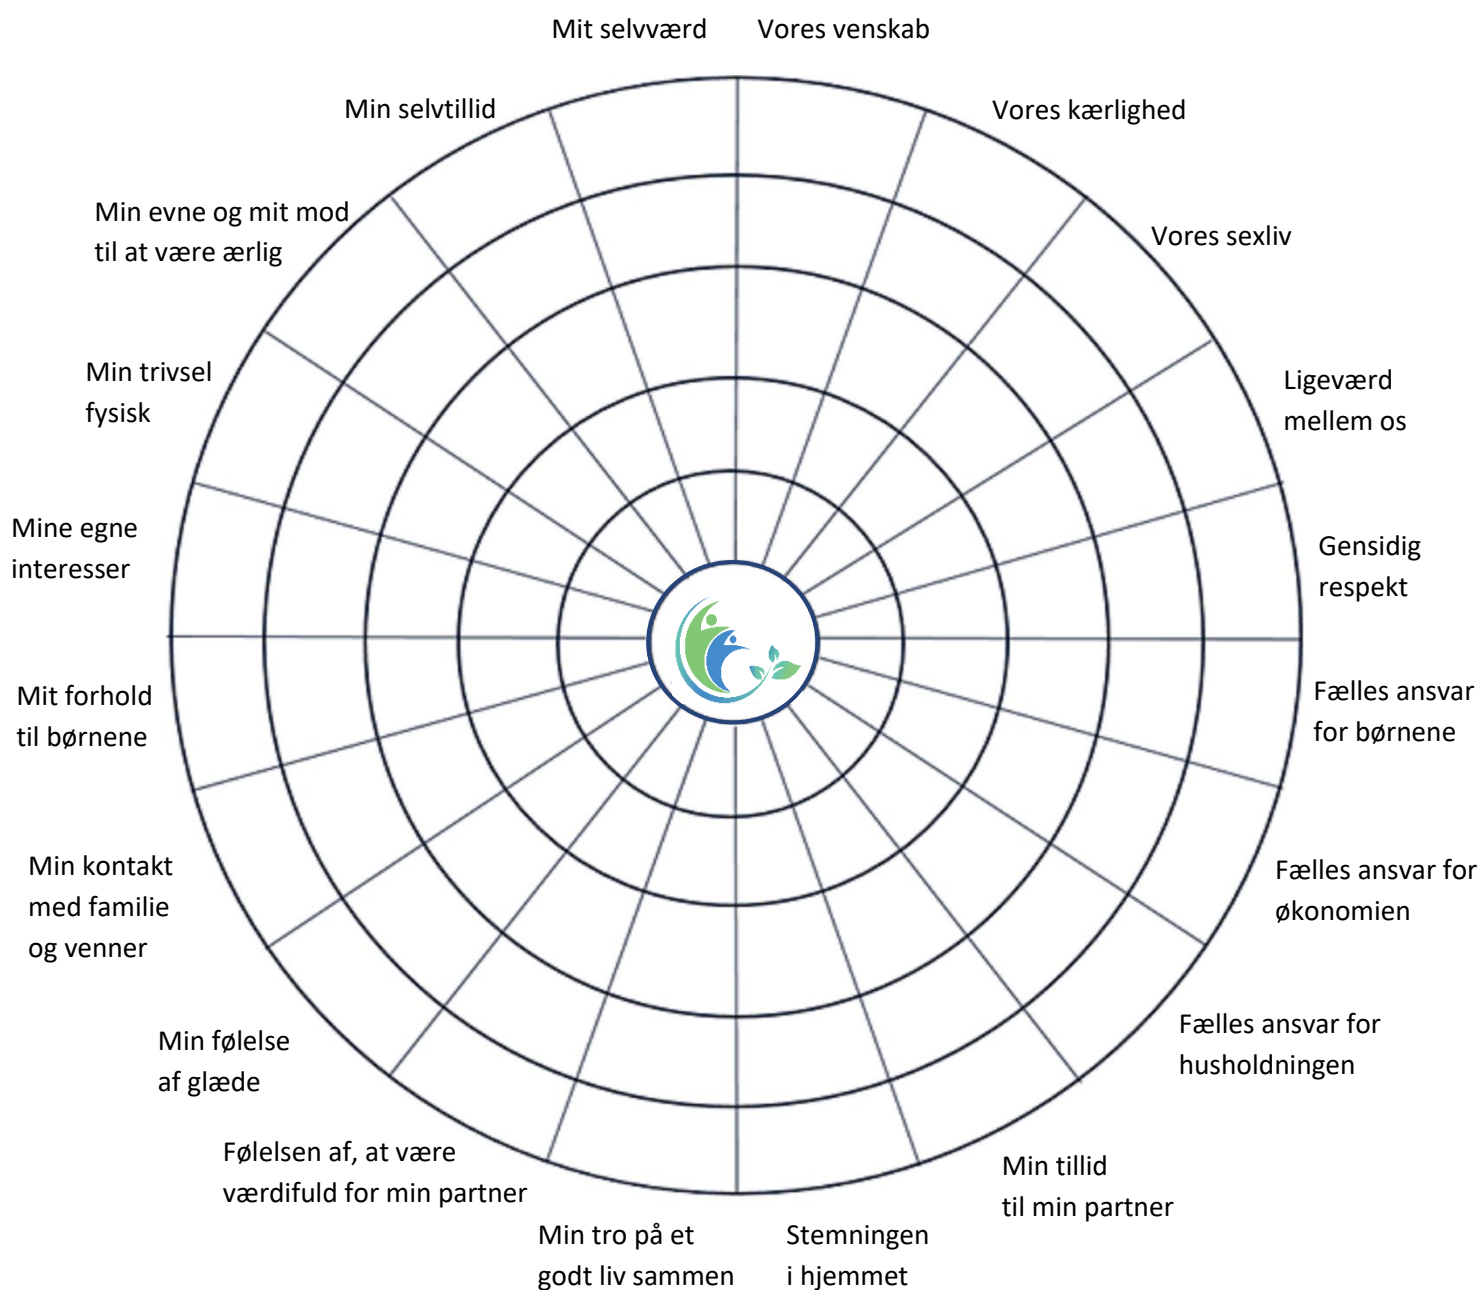 Mit selvværd
Vores venskab
Vores kærlighed
Vores sexliv
Ligeværd
mellem os
Gensidig
respekt
Fælles ansvar
for børnene
Fælles ansvar for
økonomien
Fælles ansvar for
husholdningen
Min tillid
til min partner
Stemningen
i hjemmet
Min tro på et
godt liv sammen
Følelsen af, at være
værdifuld for min partner
Min følelse
af glæde
Min kontakt
med familie
og venner
Mit forhold
til børnene
Mine egne
interesser
Min trivsel
fysisk
Min evne og mit mod
til at være ærlig
Min selvtillid